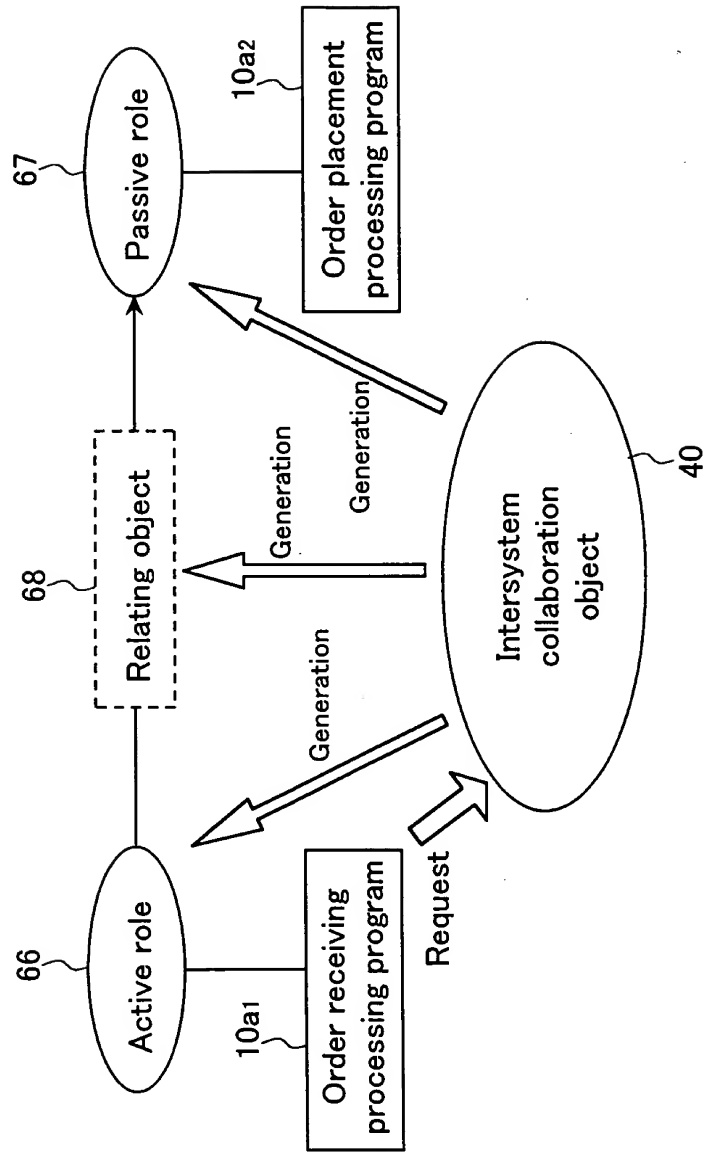 66
Active role
68
Relating object
67
Passive role
10a1
Order receiving
processing program
10a2
Order placement
processing program
Request
Generation
Generation
Generation
Intersystem
collaboration
object
40